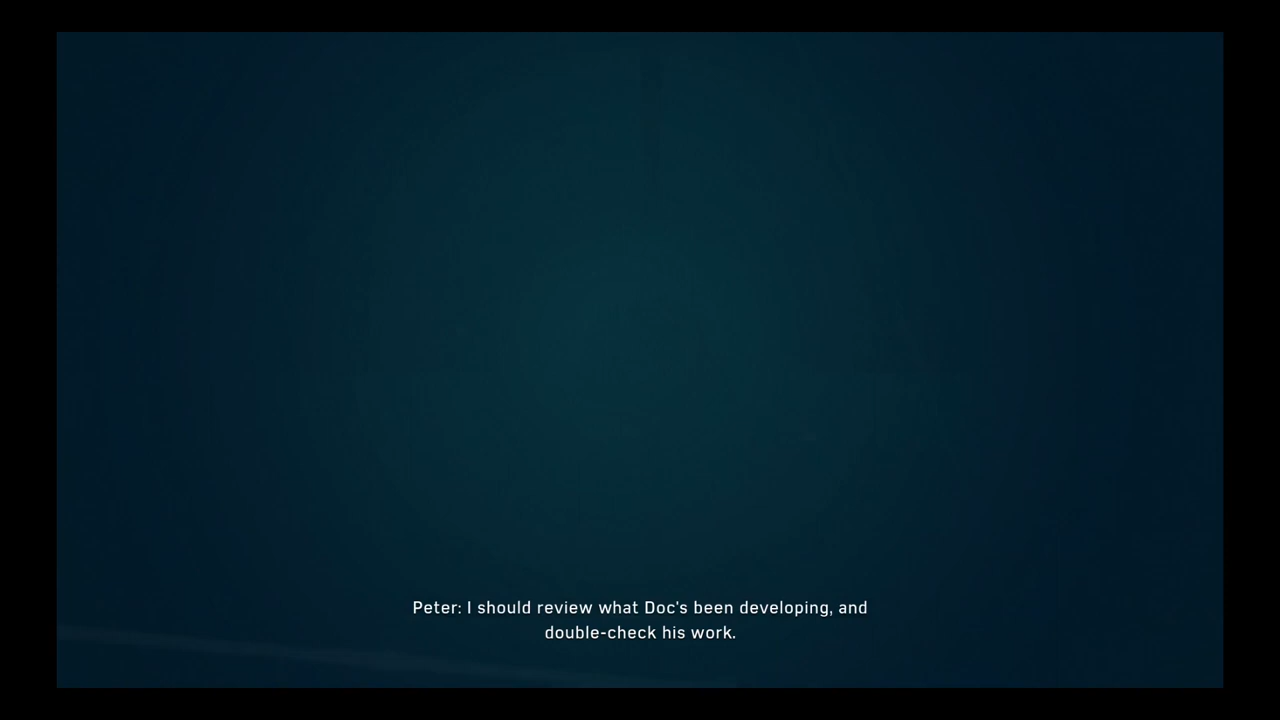 Peter: I should review what Doc's been developing, and
double-check his work.